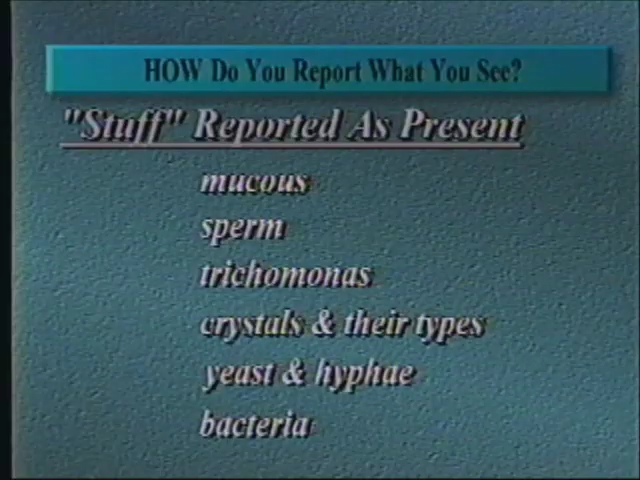 HOW Do You Report What You See?
"Stuff" Reported As Present
mucous
sperm
trichomonas
crystals & their types
yeast & hyphae
bacteria